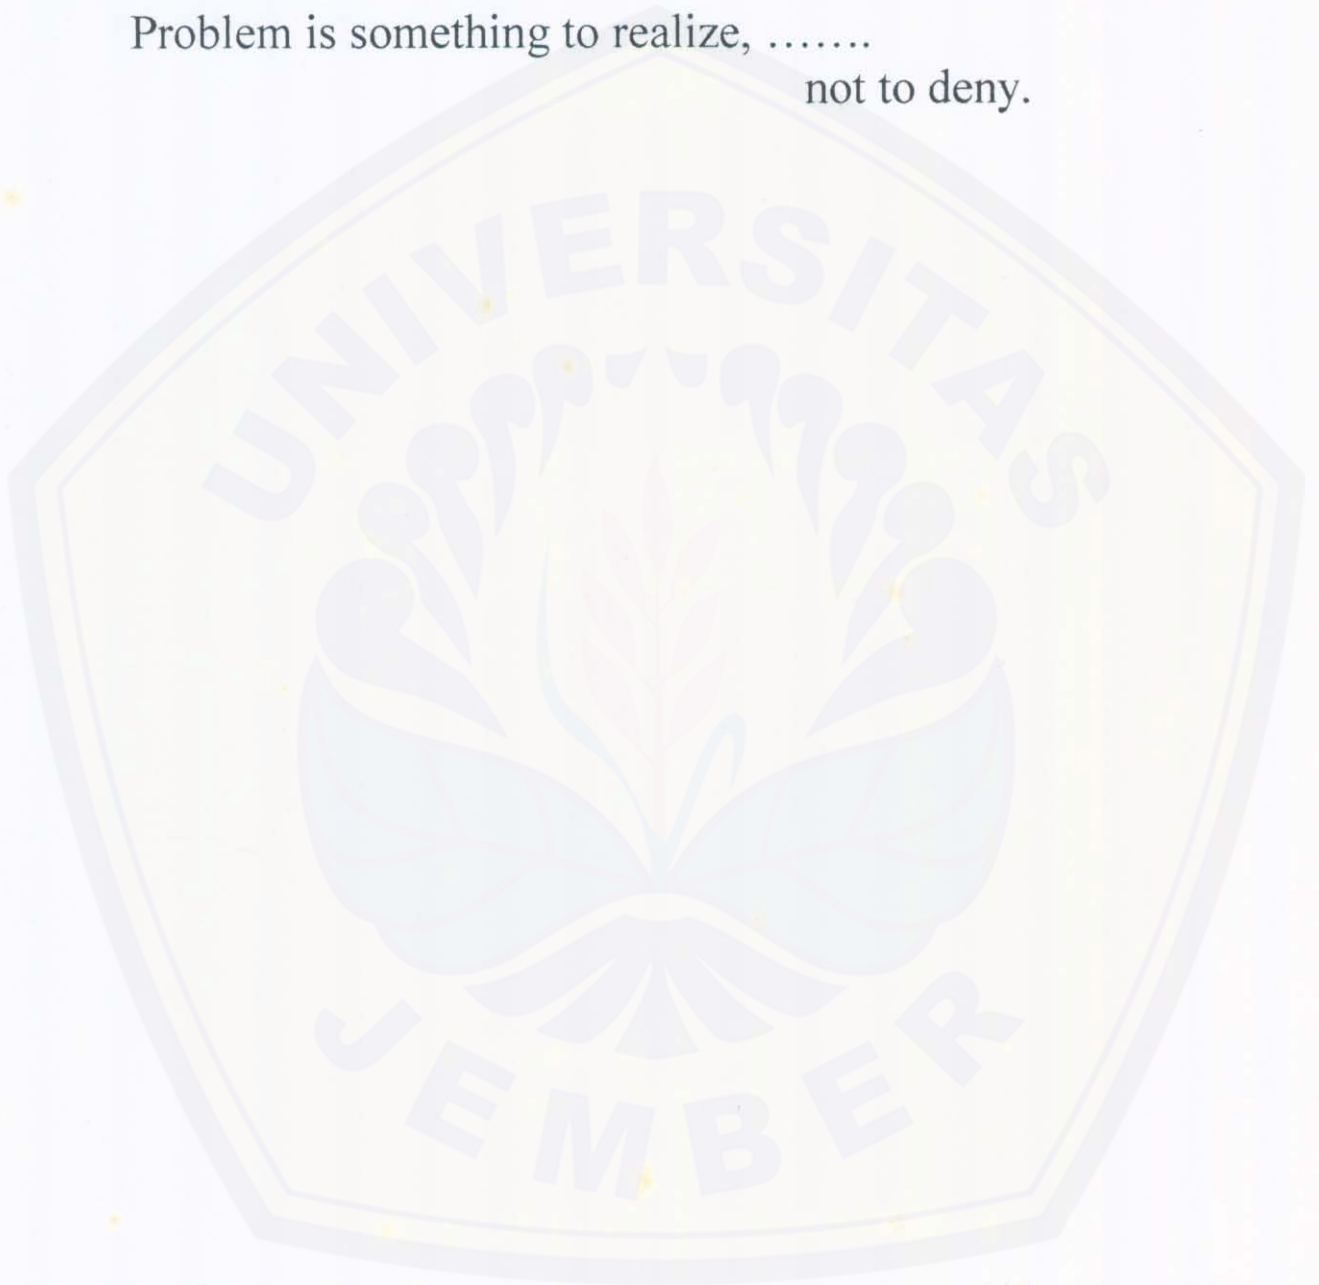 Problem is something to realize, .......
not to deny.
UNIVERSITAS
JEMBER